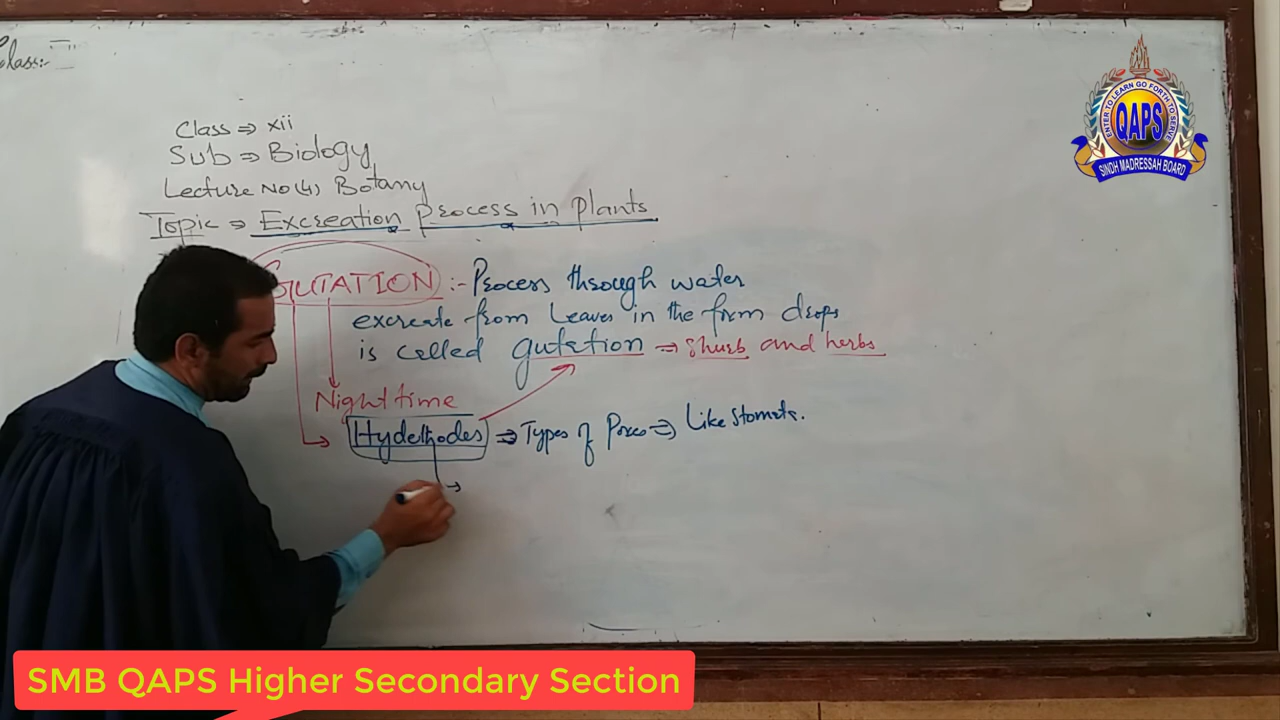 Class:- I
Class ⇒ xii
Sub ⇒ Biology
Lecture No (4) Botany
Topic ⇒ Excreation Process in plants
GUTATION :- Process through water
excreate from Leaves in the form drops
is called gutation ⇒ Shurb and herbs
Night time
Hydethodes ⇒ Types of Pores ⇒ Like Stomata.
ENTER TO LEARN GO FORTH TO SERVE
QAPS
SINDH MADRESSAH BOARD
SMB QAPS Higher Secondary Section